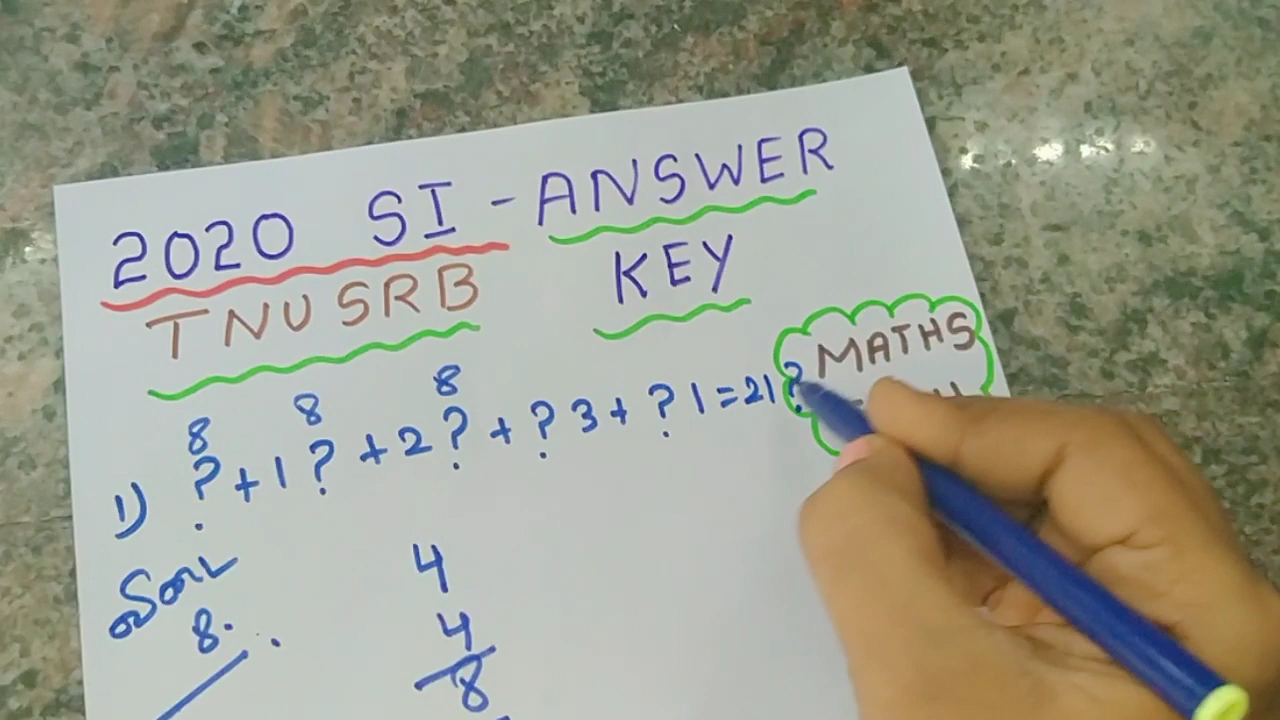 2020 SI - ANSWER
KEY
TNUSRB
MATHS
8 8 8
1) ? + 1 ? + 2 ? + ? 3 + ? 1 = 21 ?
விடை
8.
4
4
8